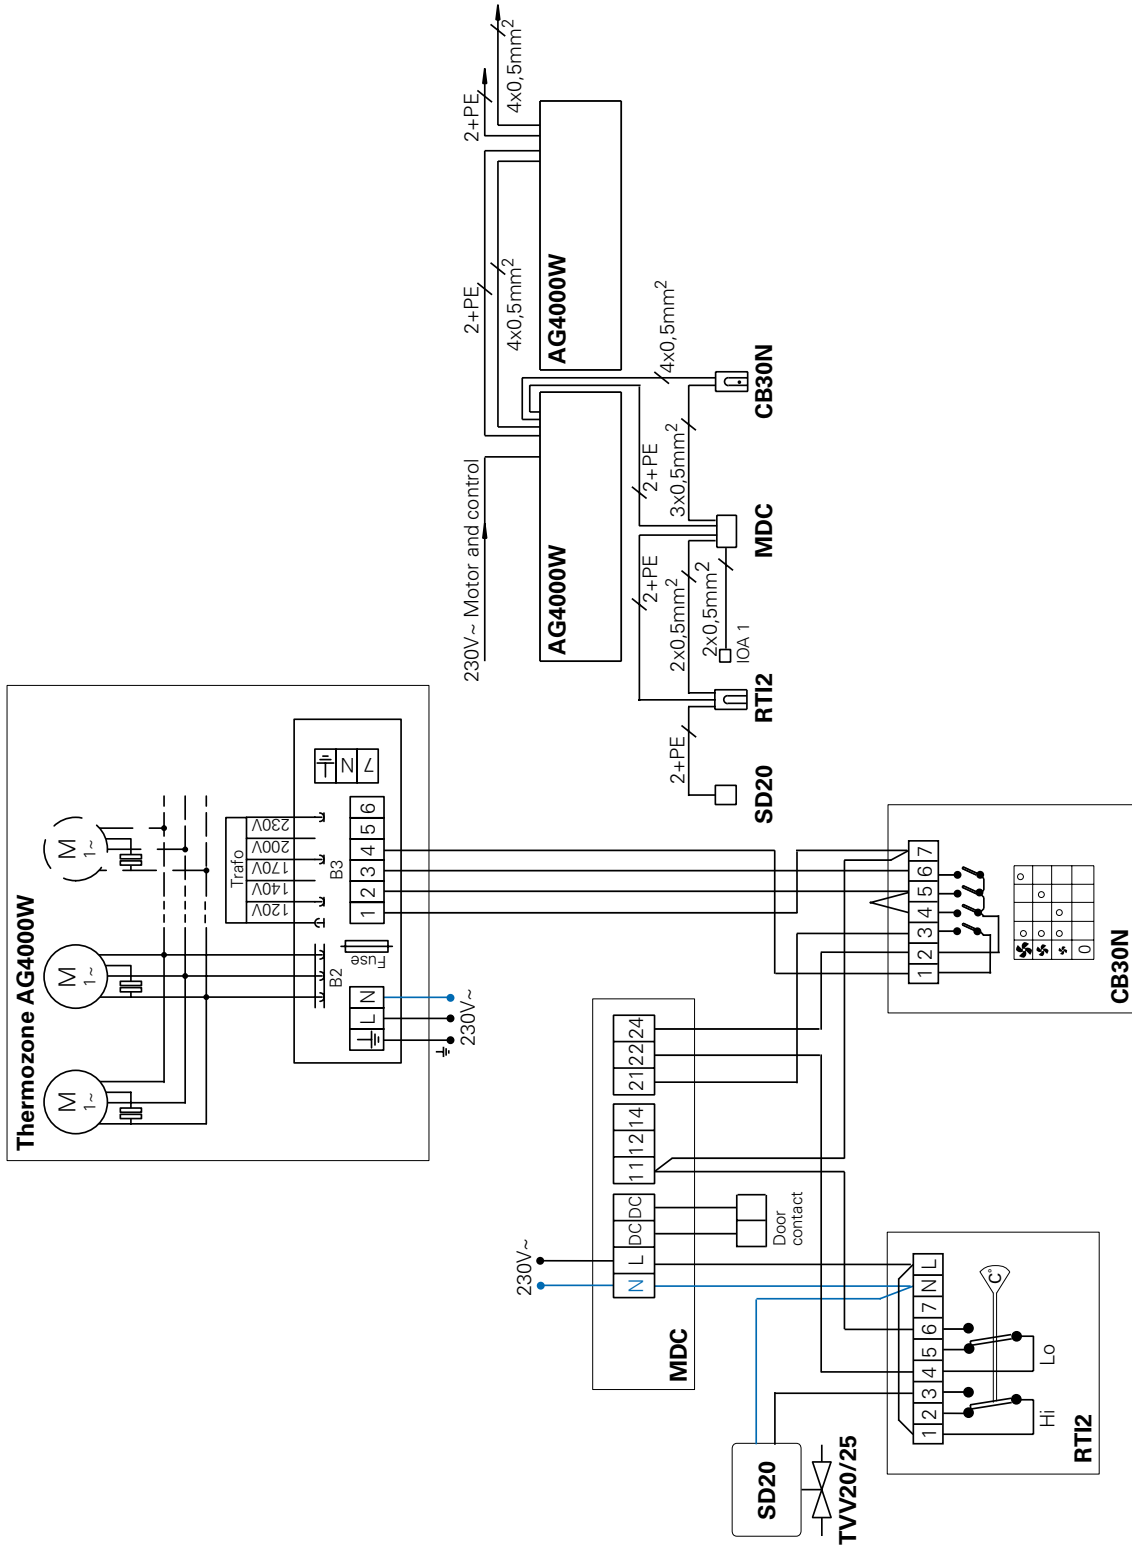 Thermozone AG4000W
M
1~
M
1~
M
1~
Trafo
120V
140V
170V
200V
230V
B2
B3
Fuse
L
N
1
2
3
4
5
6
7
N
230V~
230V~
MDC
N
L
DC
DC
11
12
14
21
22
24
Door
contact
SD20
TVV20/25
RTI2
1
2
3
4
5
6
7
N
L
Hi
Lo
C°
CB30N
1
2
3
4
5
6
7
0
230V~ Motor and control
AG4000W
AG4000W
2+PE
4x0,5mm²
2+PE
4x0,5mm²
4x0,5mm²
2+PE
3x0,5mm²
2+PE
2x0,5mm²
2x0,5mm²
IOA 1
2+PE
SD20
RTI2
MDC
CB30N